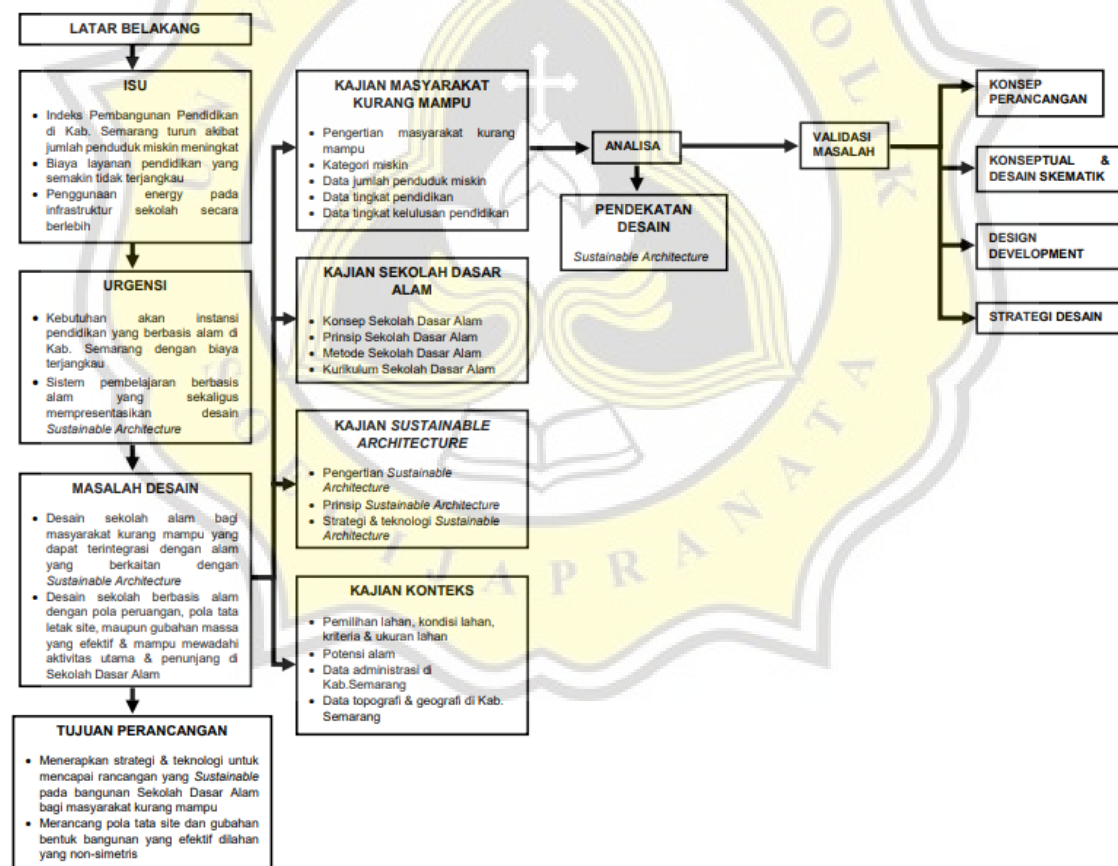 LATAR BELAKANG
ISU
• Indeks Pembangunan Pendidikan
di Kab. Semarang turun akibat
jumlah penduduk miskin meningkat
• Biaya layanan pendidikan yang
semakin tidak terjangkau
• Penggunaan energy pada
infrastruktur sekolah secara
berlebih
URGENSI
• Kebutuhan akan instansi
pendidikan yang berbasis alam di
Kab. Semarang dengan biaya
terjangkau
• Sistem pembelajaran berbasis
alam yang sekaligus
mempresentasikan desain
Sustainable Architecture
MASALAH DESAIN
• Desain sekolah alam bagi
masyarakat kurang mampu yang
dapat terintegrasi dengan alam
yang berkaitan dengan
Sustainable Architecture
• Desain sekolah berbasis alam
dengan pola peruangan, pola tata
letak site, maupun gubahan massa
yang efektif & mampu mewadahi
aktivitas utama & penunjang di
Sekolah Dasar Alam
TUJUAN PERANCANGAN
• Menerapkan strategi & teknologi untuk
mencapai rancangan yang Sustainable
pada bangunan Sekolah Dasar Alam
bagi masyarakat kurang mampu
• Merancang pola tata site dan gubahan
bentuk bangunan yang efektif dilahan
yang non-simetris
KAJIAN MASYARAKAT
KURANG MAMPU
• Pengertian masyarakat kurang
mampu
• Kategori miskin
• Data jumlah penduduk miskin
• Data tingkat pendidikan
• Data tingkat kelulusan pendidikan
KAJIAN SEKOLAH DASAR
ALAM
• Konsep Sekolah Dasar Alam
• Prinsip Sekolah Dasar Alam
• Metode Sekolah Dasar Alam
• Kurikulum Sekolah Dasar Alam
KAJIAN SUSTAINABLE
ARCHITECTURE
• Pengertian Sustainable
Architecture
• Prinsip Sustainable Architecture
• Strategi & teknologi Sustainable
Architecture
KAJIAN KONTEKS
• Pemilihan lahan, kondisi lahan,
kriteria & ukuran lahan
• Potensi alam
• Data administrasi di
Kab.Semarang
• Data topografi & geografi di Kab.
Semarang
ANALISA
PENDEKATAN
DESAIN
Sustainable Architecture
VALIDASI
MASALAH
KONSEP
PERANCANGAN
KONSEPTUAL &
DESAIN SKEMATIK
DESIGN
DEVELOPMENT
STRATEGI DESAIN